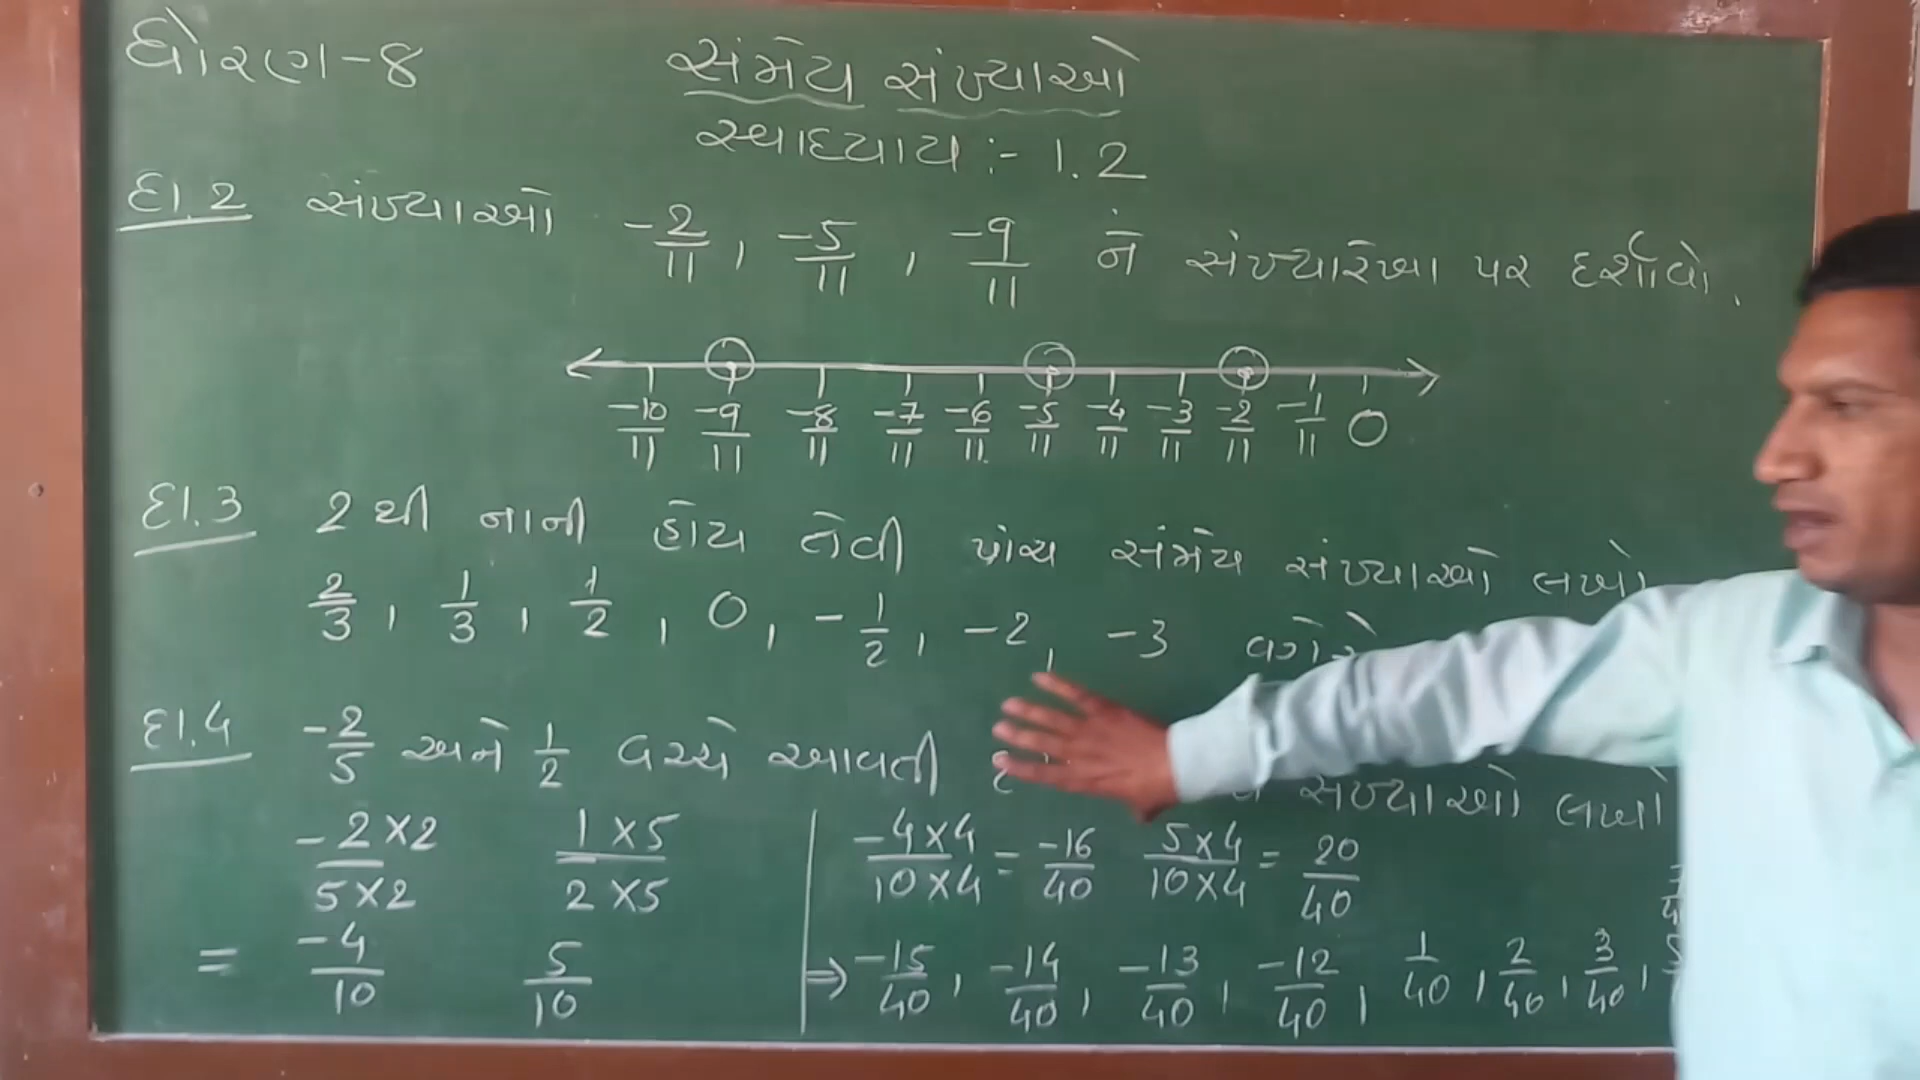 ધોરણ-8
સંમેય સંખ્યાઓ
સ્વાધ્યાય :- 1.2
દા.2 સંખ્યાઓ -2/11, -5/11, -9/11 ને સંખ્યારેખા પર દર્શાવો.
-10/11 -9/11 -8/11 -7/11 -6/11 -5/11 -4/11 -3/11 -2/11 -1/11 0
દા.3 2 થી નાની હોય તેવી પાંચ સંમેય સંખ્યાઓ લખો
2/3, 1/3, 1/2, 0, -1/2, -2, -3 વગેરે
દા.4 -2/5 અને 1/2 વચ્ચે આવતી સંખ્યાઓ લખો
-2×2/5×2 1×5/2×5
= -4/10 5/10
-4×4/10×4 = -16/40 5×4/10×4 = 20/40
⇒ -15/40, -14/40, -13/40, -12/40, 1/40, 2/40, 3/40,